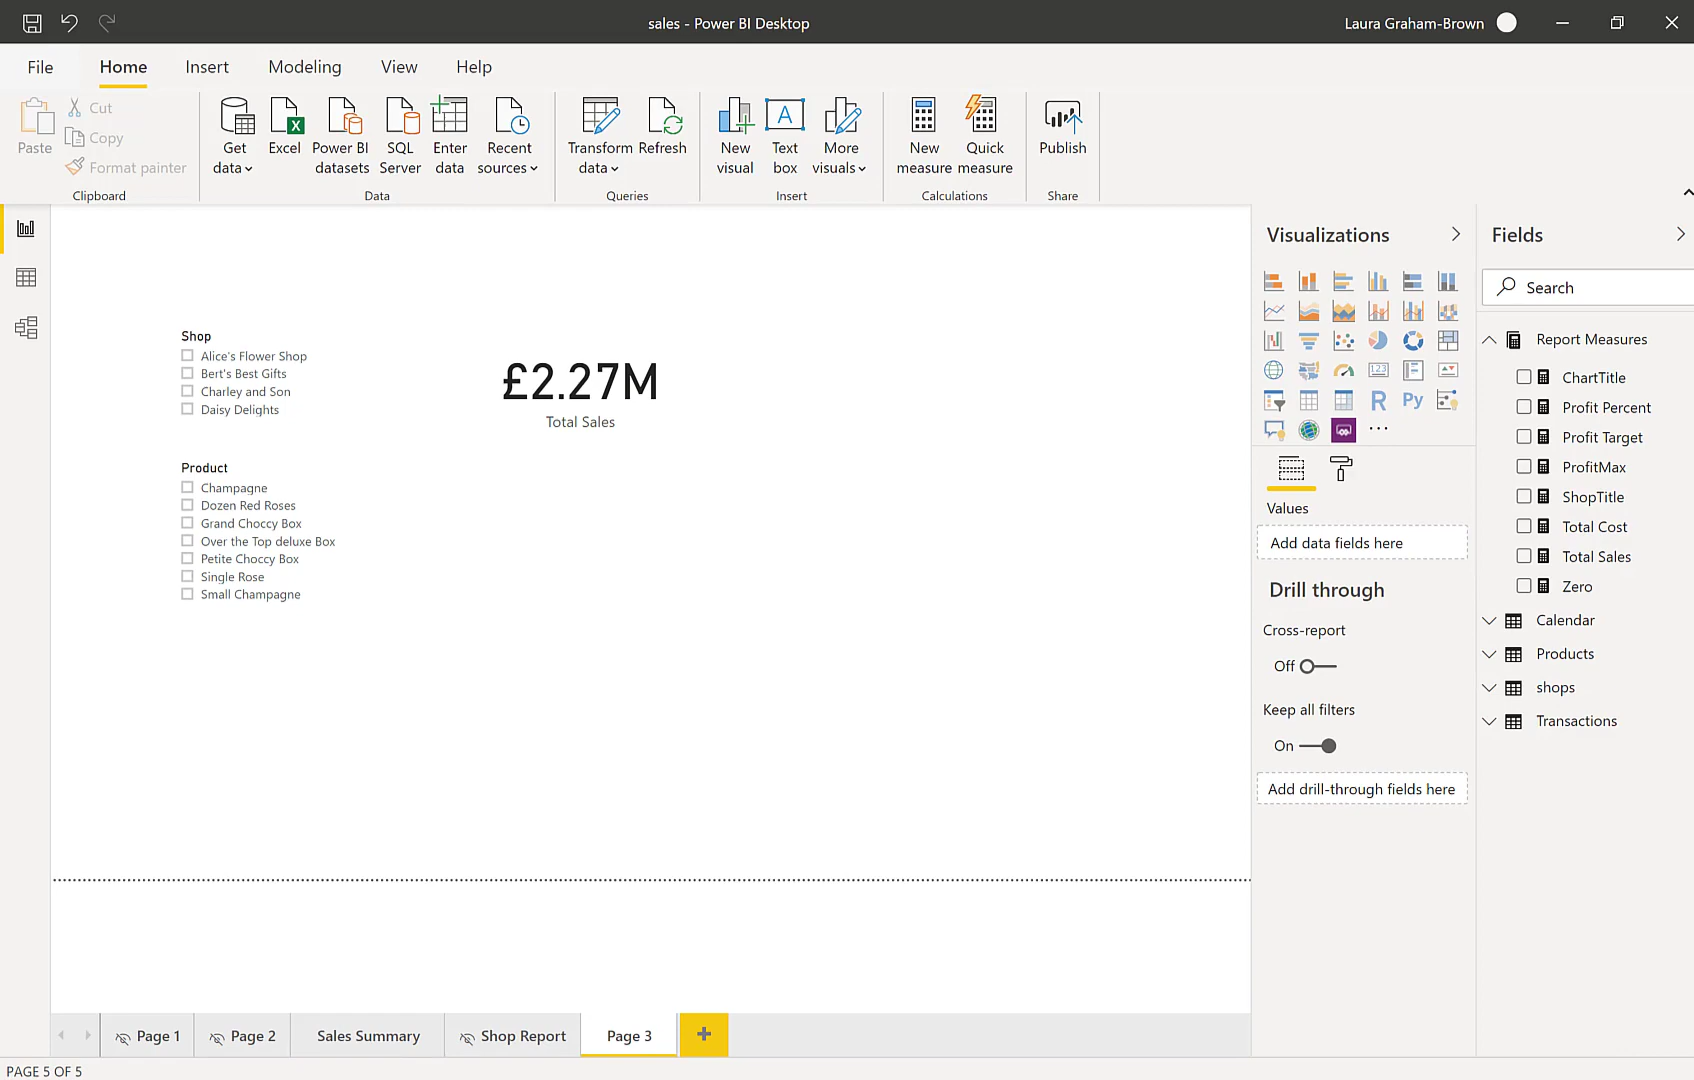 sales - Power BI Desktop
Laura Graham-Brown
File
Home
Insert
Modeling
View
Help
Paste
Cut
Copy
Format painter
Clipboard
Get data
Excel
Power BI datasets
SQL Server
Enter data
Recent sources
Data
Transform data
Refresh
Queries
New visual
A
Text box
More visuals
Insert
New measure
Quick measure
Calculations
Publish
Share
Shop
Alice's Flower Shop
Bert's Best Gifts
Charley and Son
Daisy Delights
£2.27M
Total Sales
Product
Champagne
Dozen Red Roses
Grand Choccy Box
Over the Top deluxe Box
Petite Choccy Box
Single Rose
Small Champagne
Visualizations
123
R
Py
Values
Add data fields here
Drill through
Cross-report
Off
Keep all filters
On
Add drill-through fields here
Fields
Search
Report Measures
ChartTitle
Profit Percent
Profit Target
ProfitMax
ShopTitle
Total Cost
Total Sales
Zero
Calendar
Products
shops
Transactions
Page 1
Page 2
Sales Summary
Shop Report
Page 3
PAGE 5 OF 5